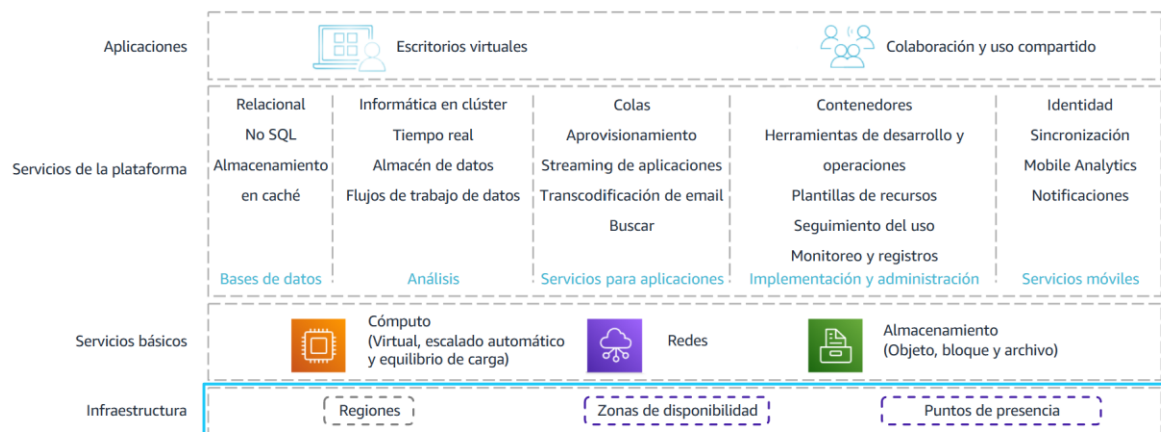 Aplicaciones
Escritorios virtuales
Colaboración y uso compartido
Servicios de la plataforma
Relacional
No SQL
Almacenamiento
en caché
Bases de datos
Informática en clúster
Tiempo real
Almacén de datos
Flujos de trabajo de datos
Análisis
Colas
Aprovisionamiento
Streaming de aplicaciones
Transcodificación de email
Buscar
Servicios para aplicaciones
Contenedores
Herramientas de desarrollo y
operaciones
Plantillas de recursos
Seguimiento del uso
Monitoreo y registros
Implementación y administración
Identidad
Sincronización
Mobile Analytics
Notificaciones
Servicios móviles
Servicios básicos
Cómputo
(Virtual, escalado automático
y equilibrio de carga)
Redes
Almacenamiento
(Objeto, bloque y archivo)
Infraestructura
Regiones
Zonas de disponibilidad
Puntos de presencia